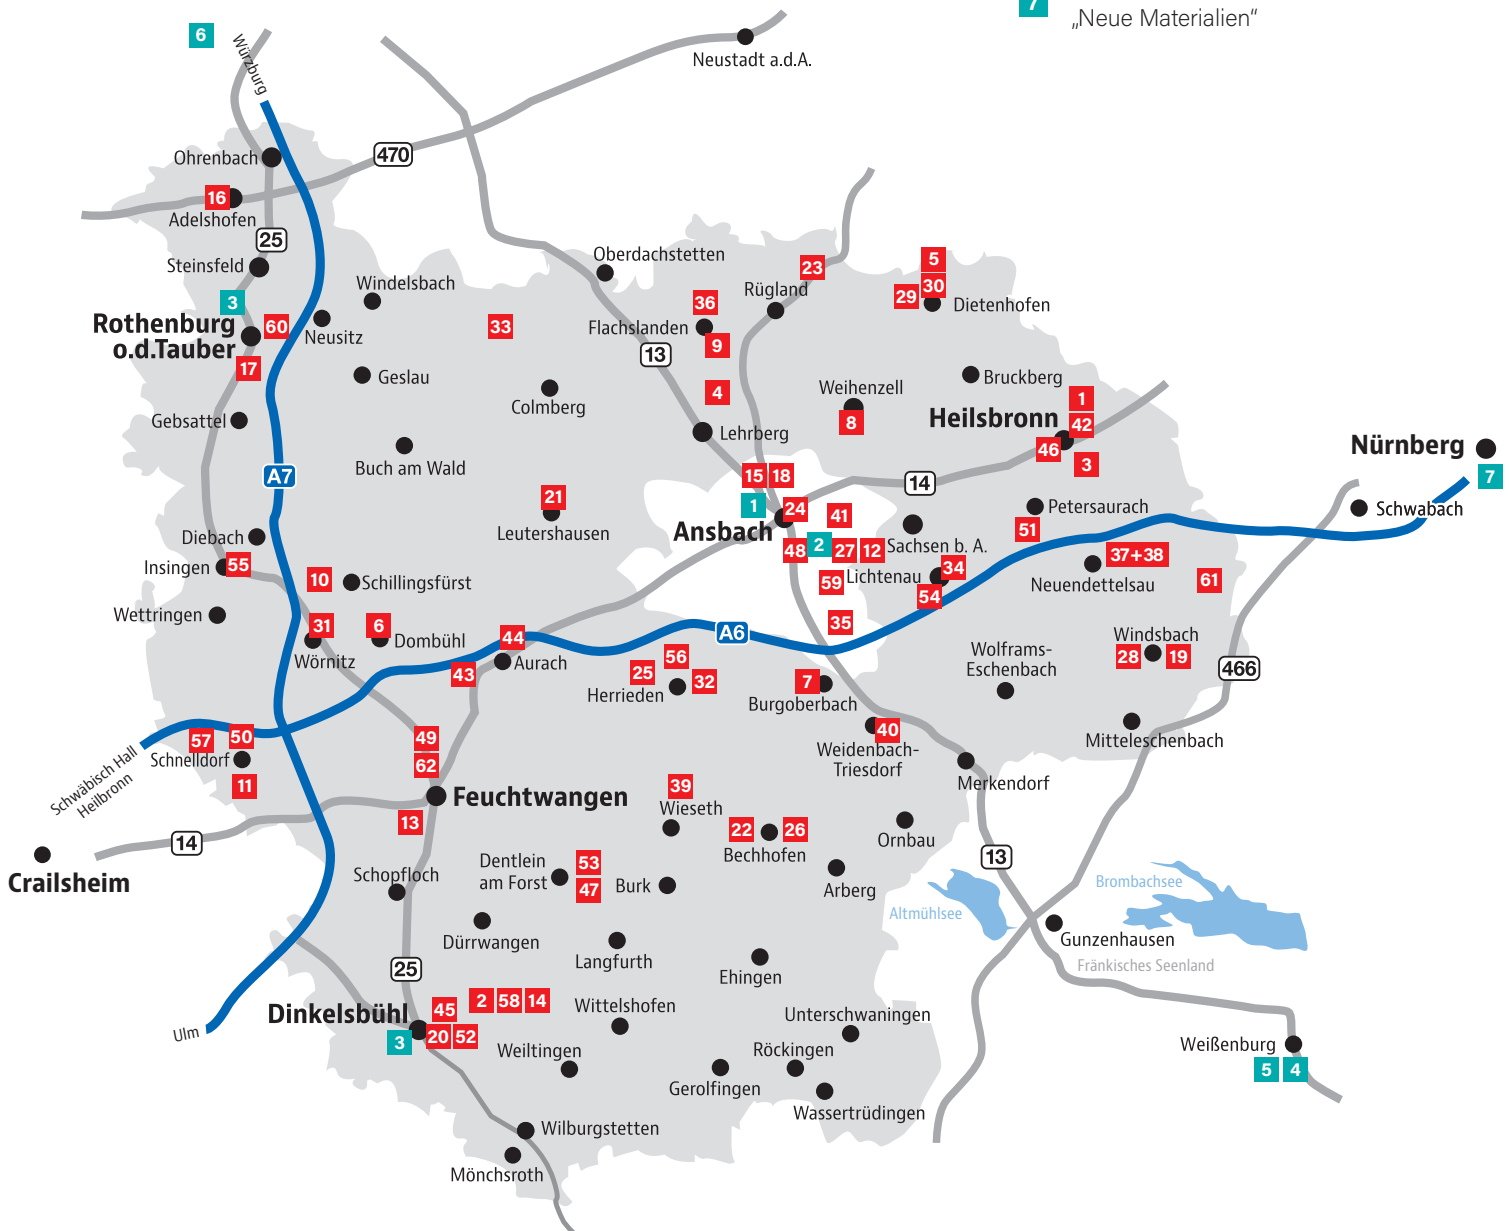 7
„Neue Materialien“
6
Würzburg
Neustadt a.d.A.
470
Ohrenbach
16
Adelshofen
25
Steinsfeld
3
Rothenburg
o.d.Tauber
60
17
Neusitz
Windelsbach
33
Geslau
Colmberg
Gebsattel
Buch am Wald
A7
21
Leutershausen
Oberdachstetten
36
Flachslanden
9
13
4
Lehrberg
Rügland
23
5
30
29
Dietenhofen
Weihenzell
8
Bruckberg
Heilsbronn
1
42
46
3
14
Nürnberg
7
Schwabach
15
18
1
24
Ansbach
41
48
2
27
12
59
35
Sachsen b. A.
Lichtenau
34
54
Petersaurach
51
37+38
Neuendettelsau
61
Diebach
Insingen
55
10
Schillingsfürst
Wettringen
31
Wörnitz
6
Dombühl
44
Aurach
43
A6
56
25
32
Herrieden
7
Burgoberbach
40
Weidenbach-
Triesdorf
Wolframs-
Eschenbach
Windsbach
28
19
466
Mitteleschenbach
Merkendorf
57
50
Schnelldorf
11
Schwäbisch Hall
Heilbronn
49
62
Feuchtwangen
13
14
Crailsheim
39
Wieseth
22
26
Bechhofen
Ornbau
Arberg
13
Altmühlsee
Brombachsee
Gunzenhausen
Fränkisches Seenland
Schopfloch
Dentlein
am Forst
53
47
Burk
Dürrwangen
Langfurth
Ehingen
25
Dinkelsbühl
45
2
58
14
3
20
52
Ulm
Wittelshofen
Weiltingen
Unterschwaningen
Röckingen
Gerolfingen
Wassertrüdingen
Weißenburg
5
4
Wilburgstetten
Mönchsroth